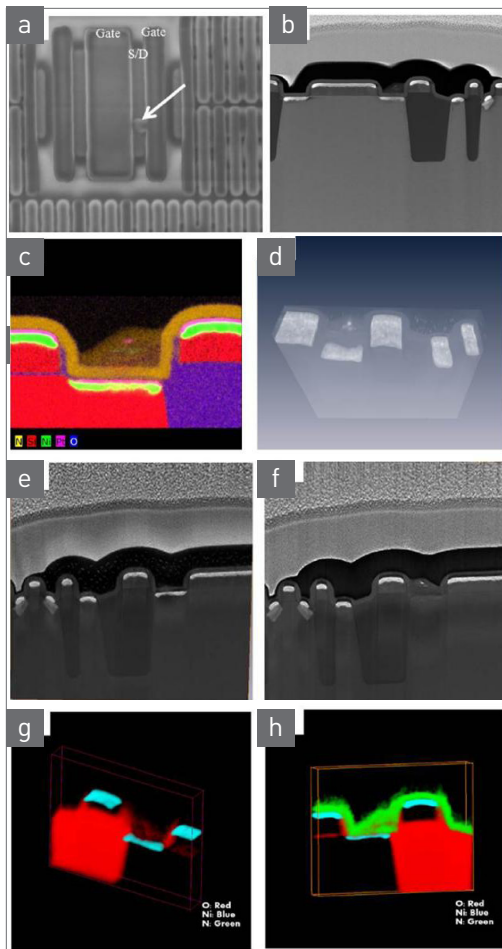 a
Gate Gate
S/D
b
c
N Si Ni Pt O
d
e
f
g
O: Red
Ni: Blue
N: Green
h
O: Red
Ni: Blue
N: Green